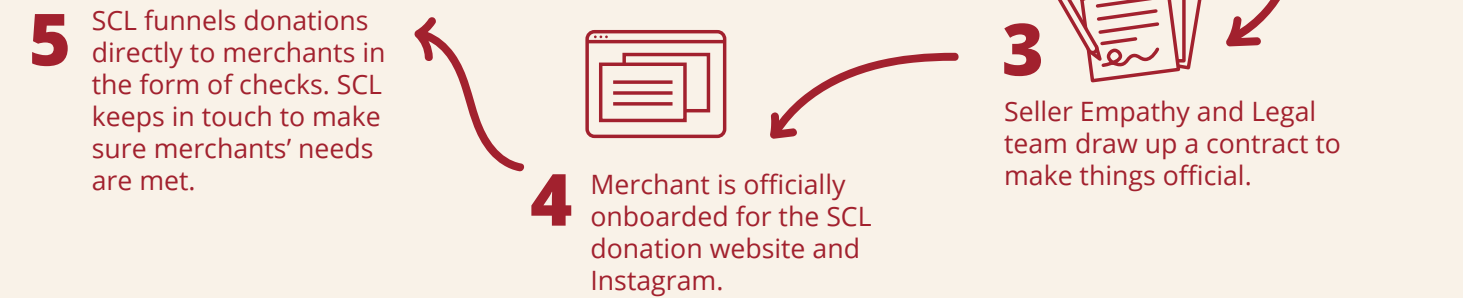 5
SCL funnels donations
directly to merchants in
the form of checks. SCL
keeps in touch to make
sure merchants’ needs
are met.
4
Merchant is officially
onboarded for the SCL
donation website and
Instagram.
3
Seller Empathy and Legal
team draw up a contract to
make things official.